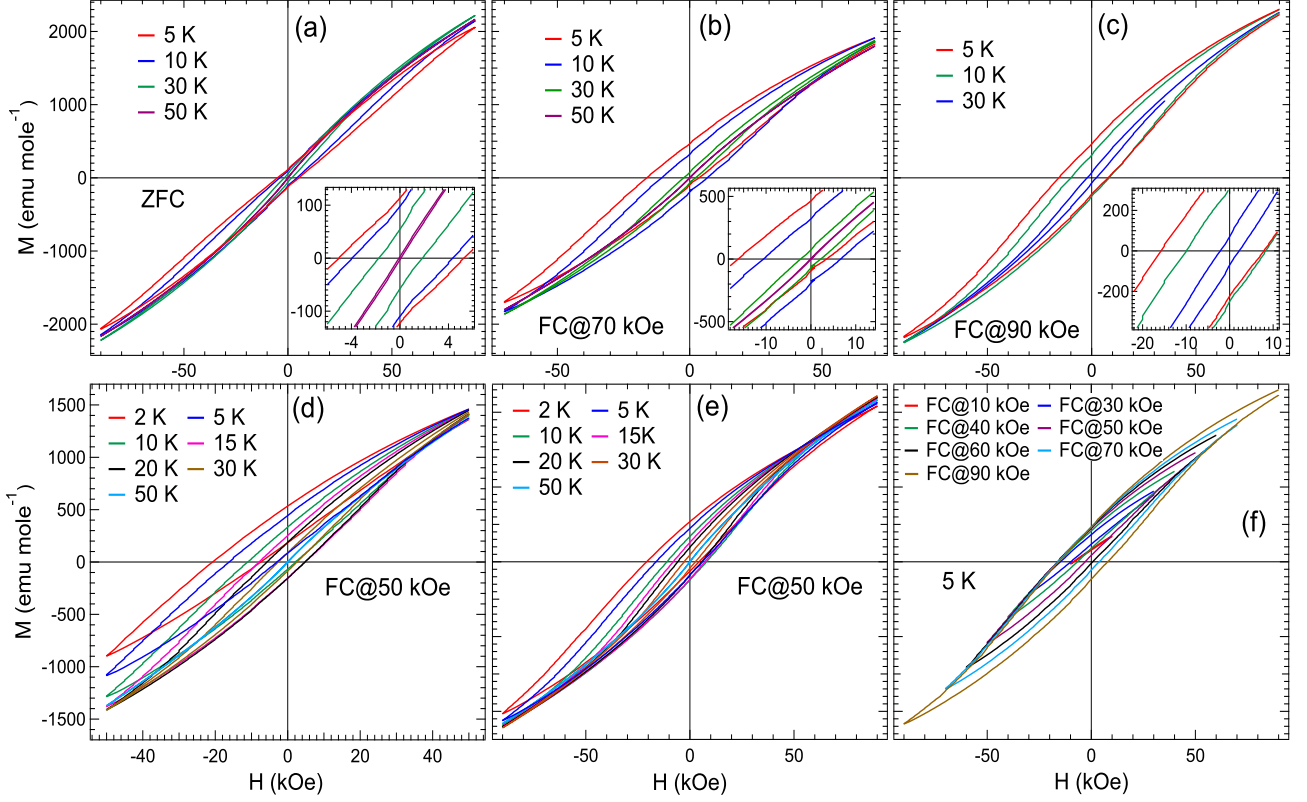 (a)
5 K
10 K
30 K
50 K
ZFC
2000
1000
0
-1000
-2000
M (emu mole⁻¹)
-50
0
50
100
0
-100
-4
0
4
(b)
5 K
10 K
30 K
50 K
FC@70 kOe
-50
0
50
500
0
-500
-10
0
10
(c)
5 K
10 K
30 K
FC@90 kOe
-50
0
50
200
0
-200
-20
-10
0
10
(d)
2 K
5 K
10 K
15 K
20 K
30 K
50 K
FC@50 kOe
1500
1000
500
0
-500
-1000
-1500
M (emu mole⁻¹)
-40
-20
0
20
40
H (kOe)
(e)
2 K
5 K
10 K
15K
20 K
30 K
50 K
FC@50 kOe
-50
0
50
H (kOe)
FC@10 kOe
FC@30 kOe
FC@40 kOe
FC@50 kOe
FC@60 kOe
FC@70 kOe
FC@90 kOe
(f)
5 K
-50
0
50
H (kOe)